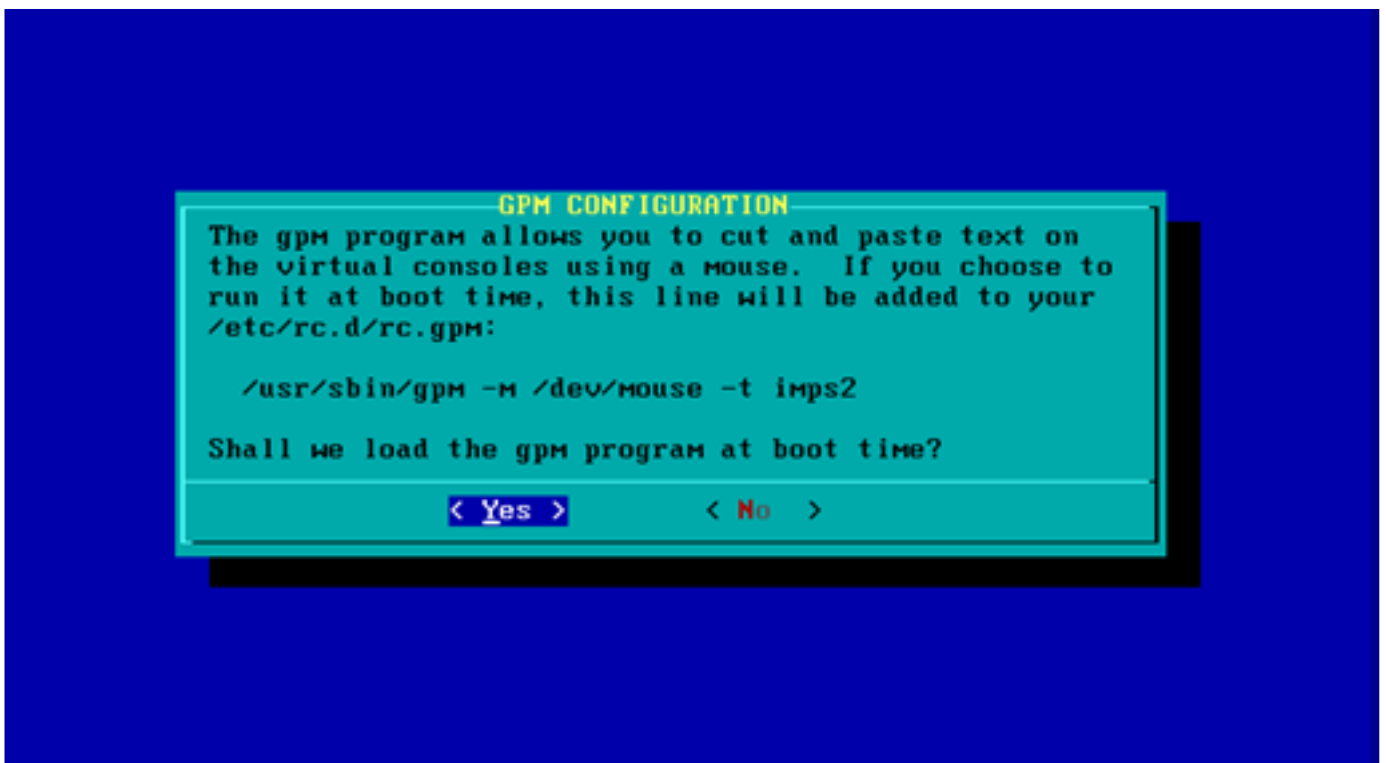 GPM CONFIGURATION
The gpm program allows you to cut and paste text on
the virtual consoles using a mouse.  If you choose to
run it at boot time, this line will be added to your
/etc/rc.d/rc.gpm:
/usr/sbin/gpm -m /dev/mouse -t imps2
Shall we load the gpm program at boot time?
< Yes > < No >